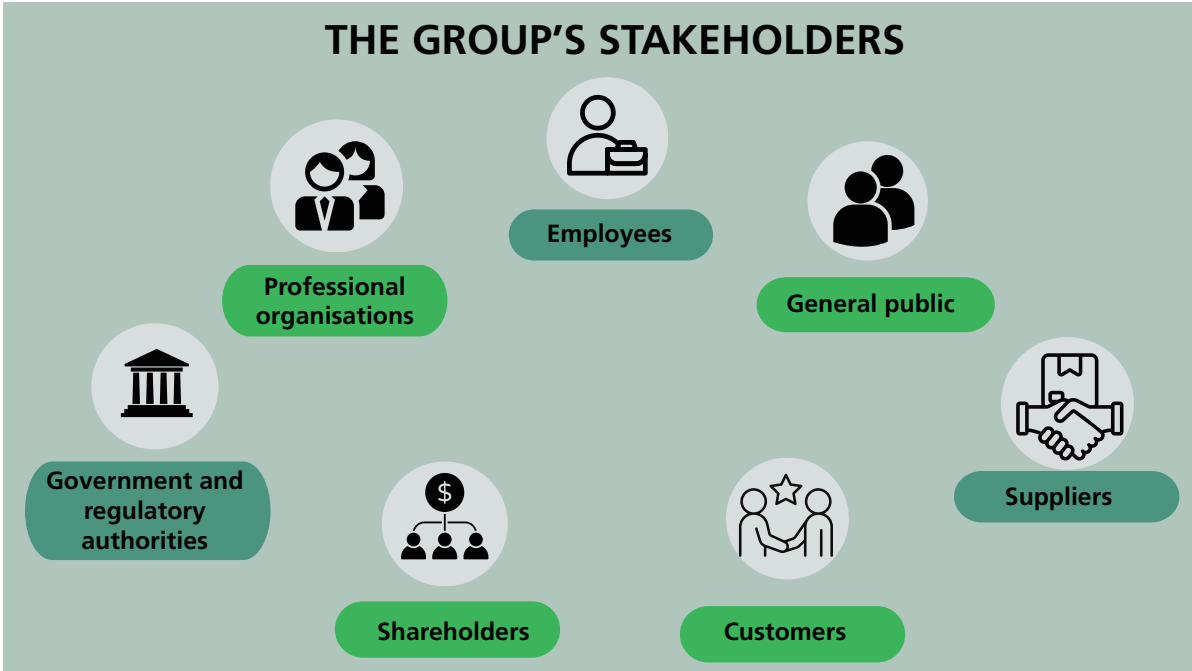 THE GROUP'S STAKEHOLDERS
Employees
Professional
organisations
General public
Government and
regulatory
authorities
Suppliers
Shareholders
Customers
$